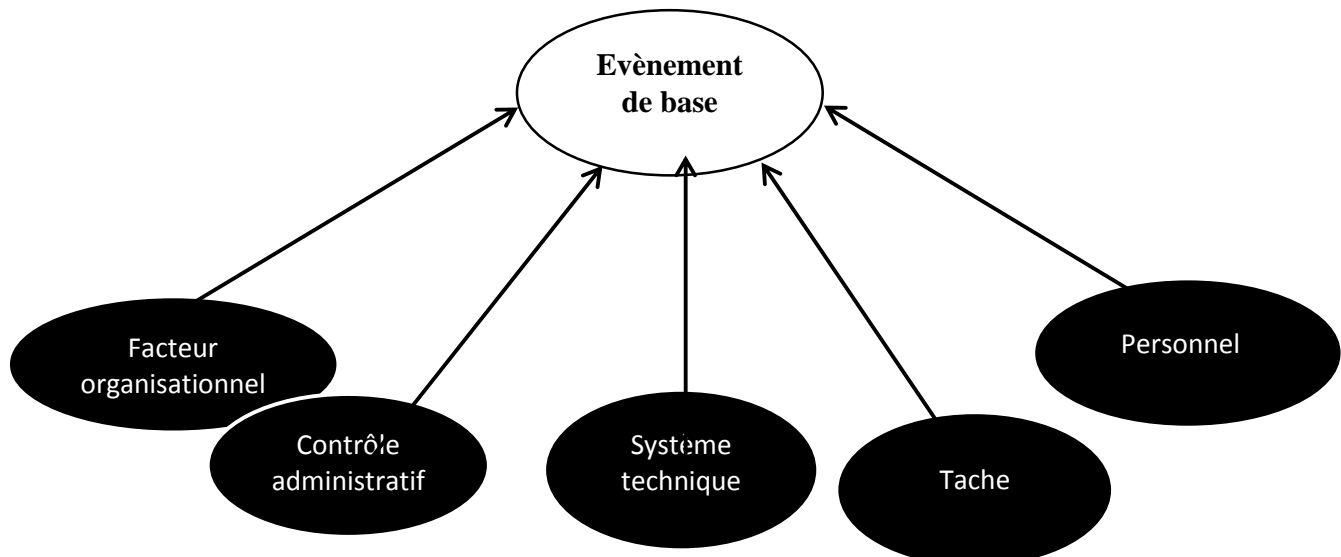 Evènement
de base
Facteur
organisationnel
Contrôle
administratif
Système
technique
Tache
Personnel